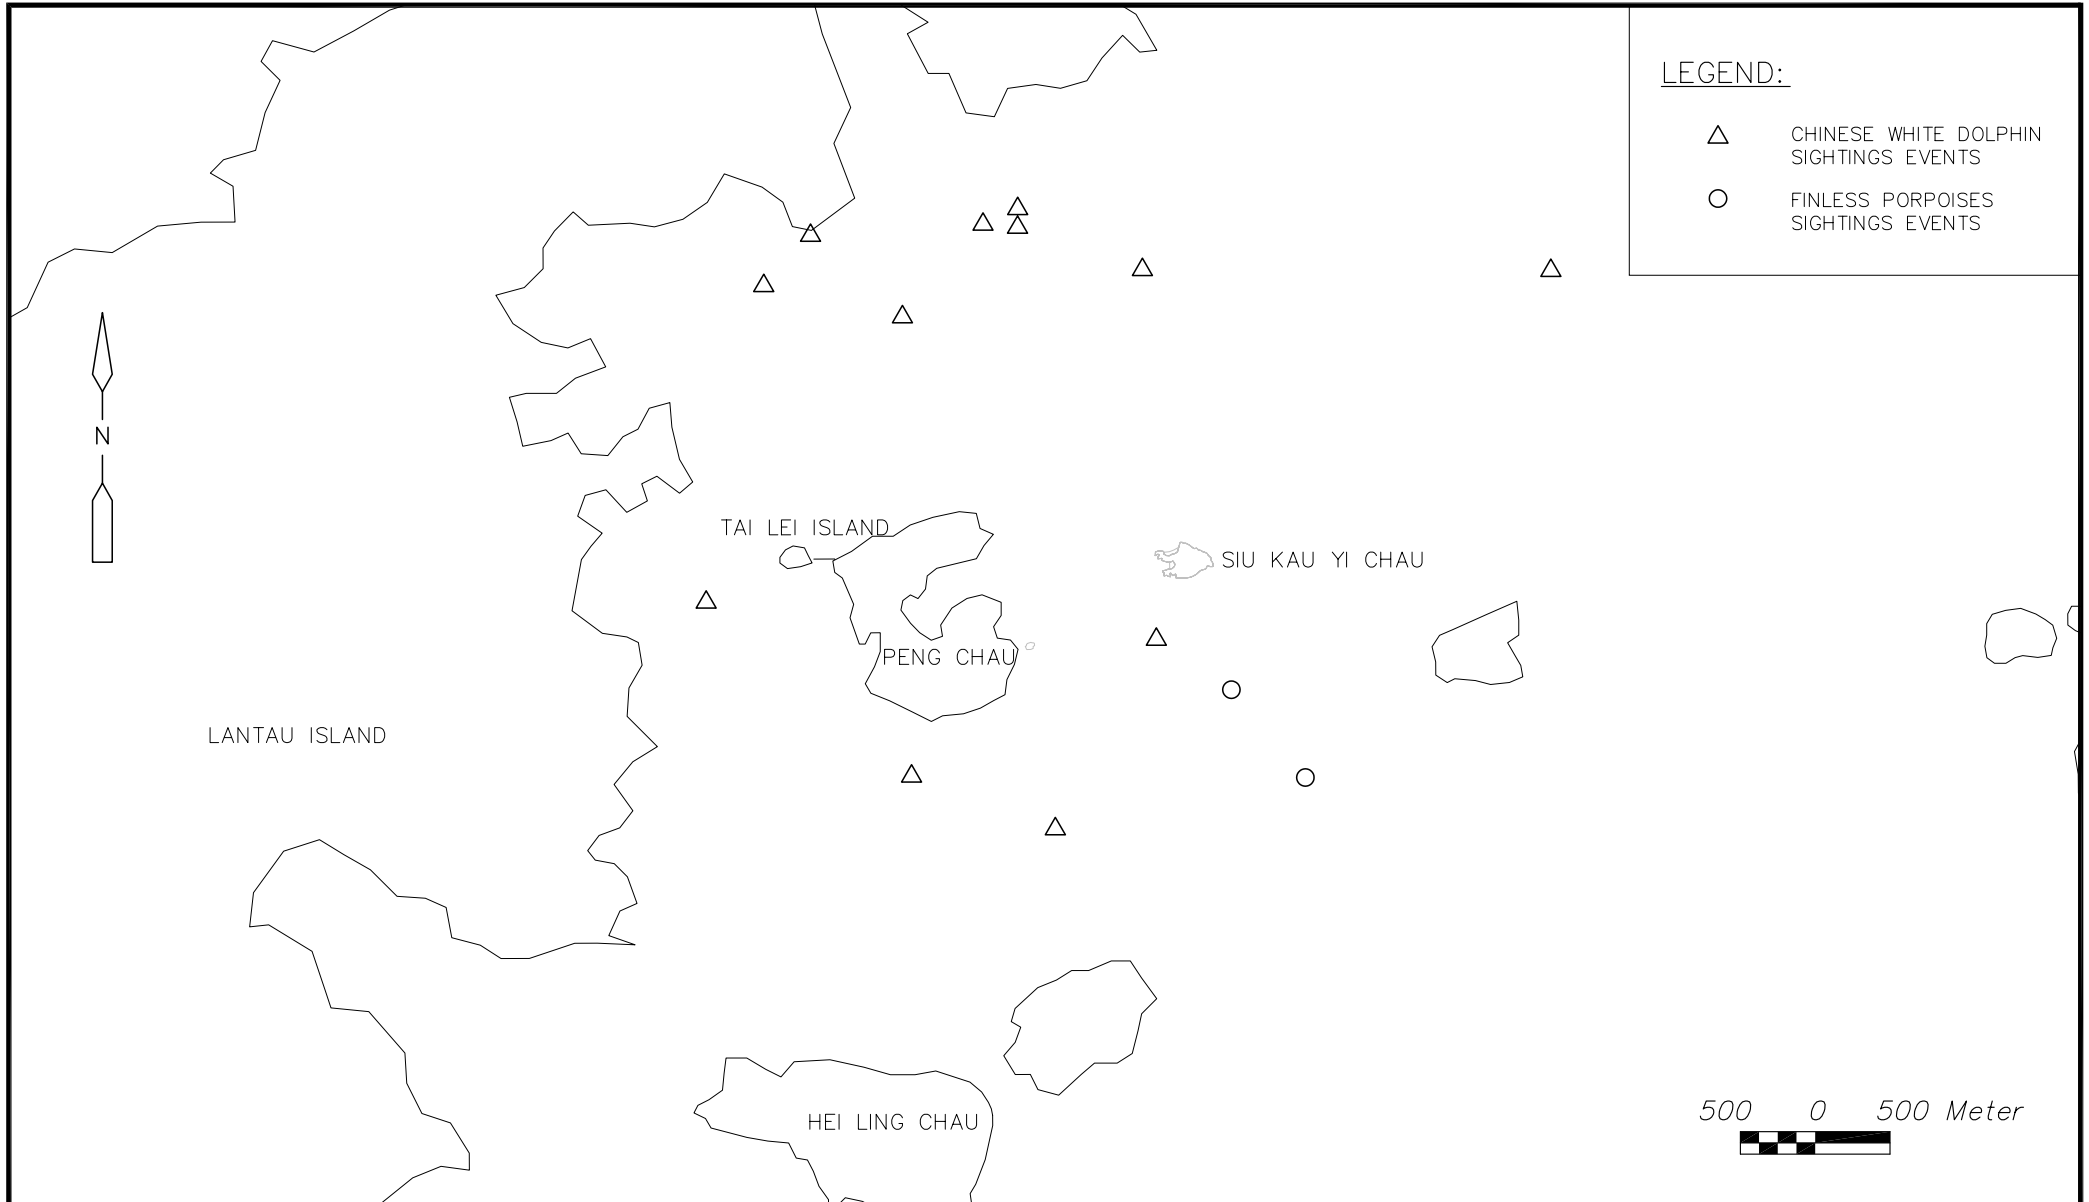 LEGEND:
CHINESE WHITE DOLPHIN
SIGHTINGS EVENTS
FINLESS PORPOISES
SIGHTINGS EVENTS
N
TAI LEI ISLAND
SIU KAU YI CHAU
PENG CHAU
LANTAU ISLAND
HEI LING CHAU
500 0 500 Meter